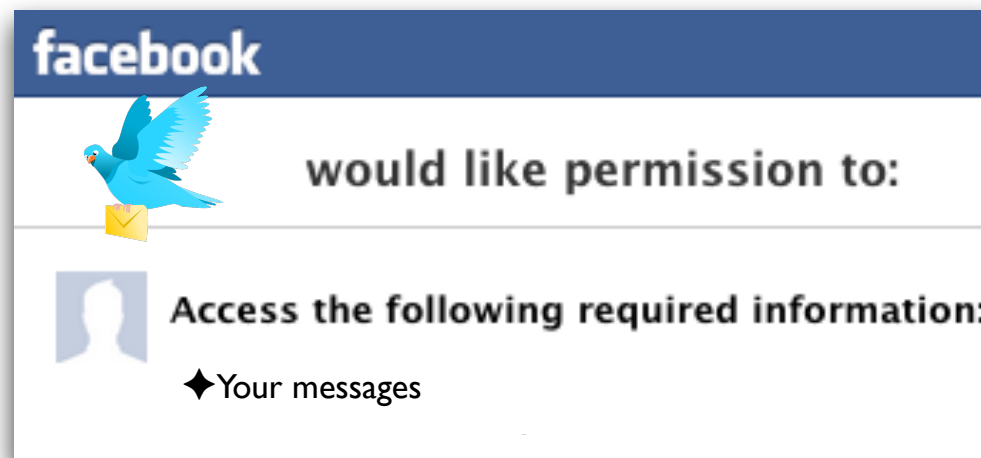 facebook
would like permission to:
Access the following required information:
✦Your messages